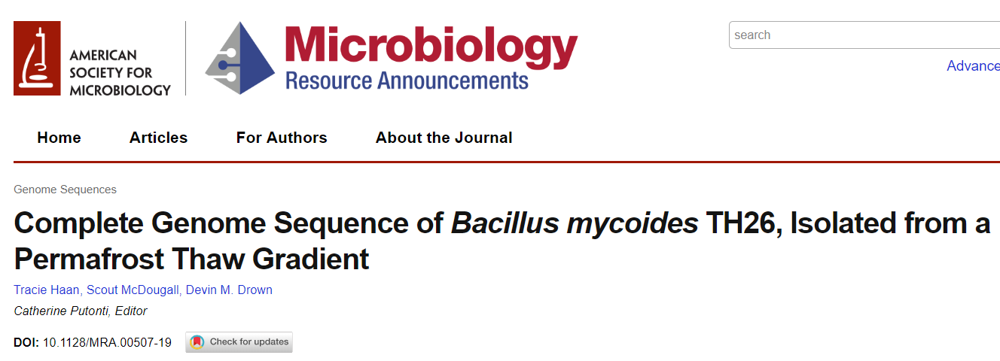 AMERICAN
SOCIETY FOR
MICROBIOLOGY
Microbiology
Resource Announcements
search
Advance
Home Articles For Authors About the Journal
Genome Sequences
Complete Genome Sequence of Bacillus mycoides TH26, Isolated from a
Permafrost Thaw Gradient
Tracie Haan, Scout McDougall, Devin M. Drown
Catherine Putonti, Editor
DOI: 10.1128/MRA.00507-19 Check for updates